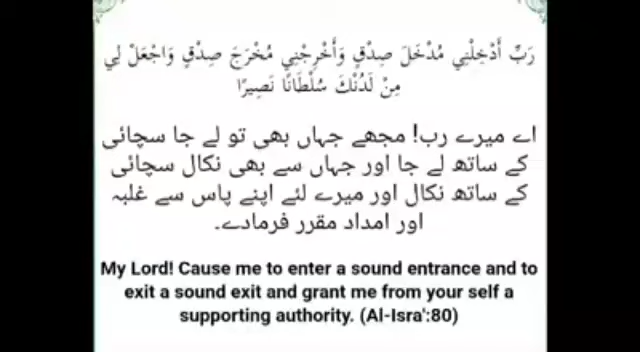 رَبِّ أَدْخِلْنِي مُدْخَلَ صِدْقٍ وَأَخْرِجْنِي مُخْرَجَ صِدْقٍ وَاجْعَلْ لِي
مِنْ لَدُنْكَ سُلْطَانًا نَصِيرًا
اے میرے رب! مجھے جہاں بھی تو لے جا سچائی
کے ساتھ لے جا اور جہاں سے بھی نکال سچائی
کے ساتھ نکال اور میرے لئے اپنے پاس سے غلبہ
اور امداد مقرر فرمادے۔
My Lord! Cause me to enter a sound entrance and to
exit a sound exit and grant me from your self a
supporting authority. (Al-Isra':80)